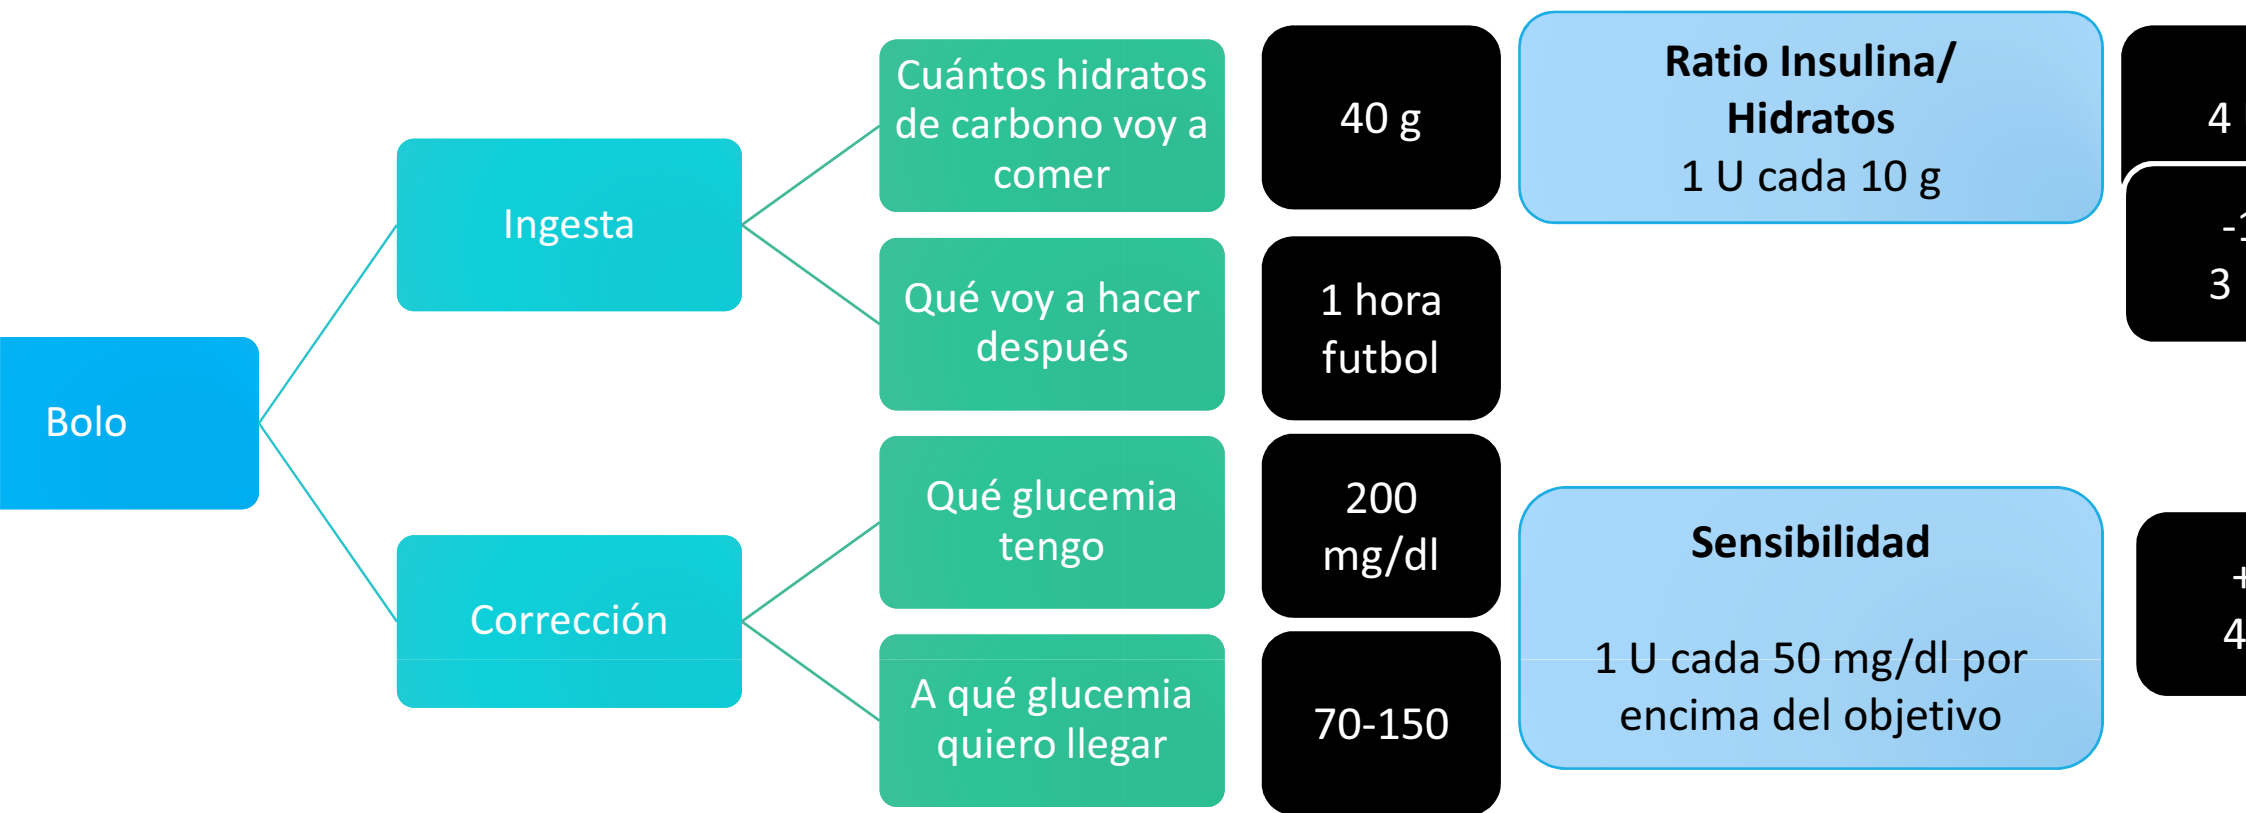 Bolo
Ingesta
Corrección
Cuántos hidratos
de carbono voy a
comer
40 g
Ratio Insulina/
Hidratos
1 U cada 10 g
4
Qué voy a hacer
después
1 hora
futbol
3
Qué glucemia
tengo
200
mg/dl
Sensibilidad
1 U cada 50 mg/dl por
encima del objetivo
4
A qué glucemia
quiero llegar
70-150